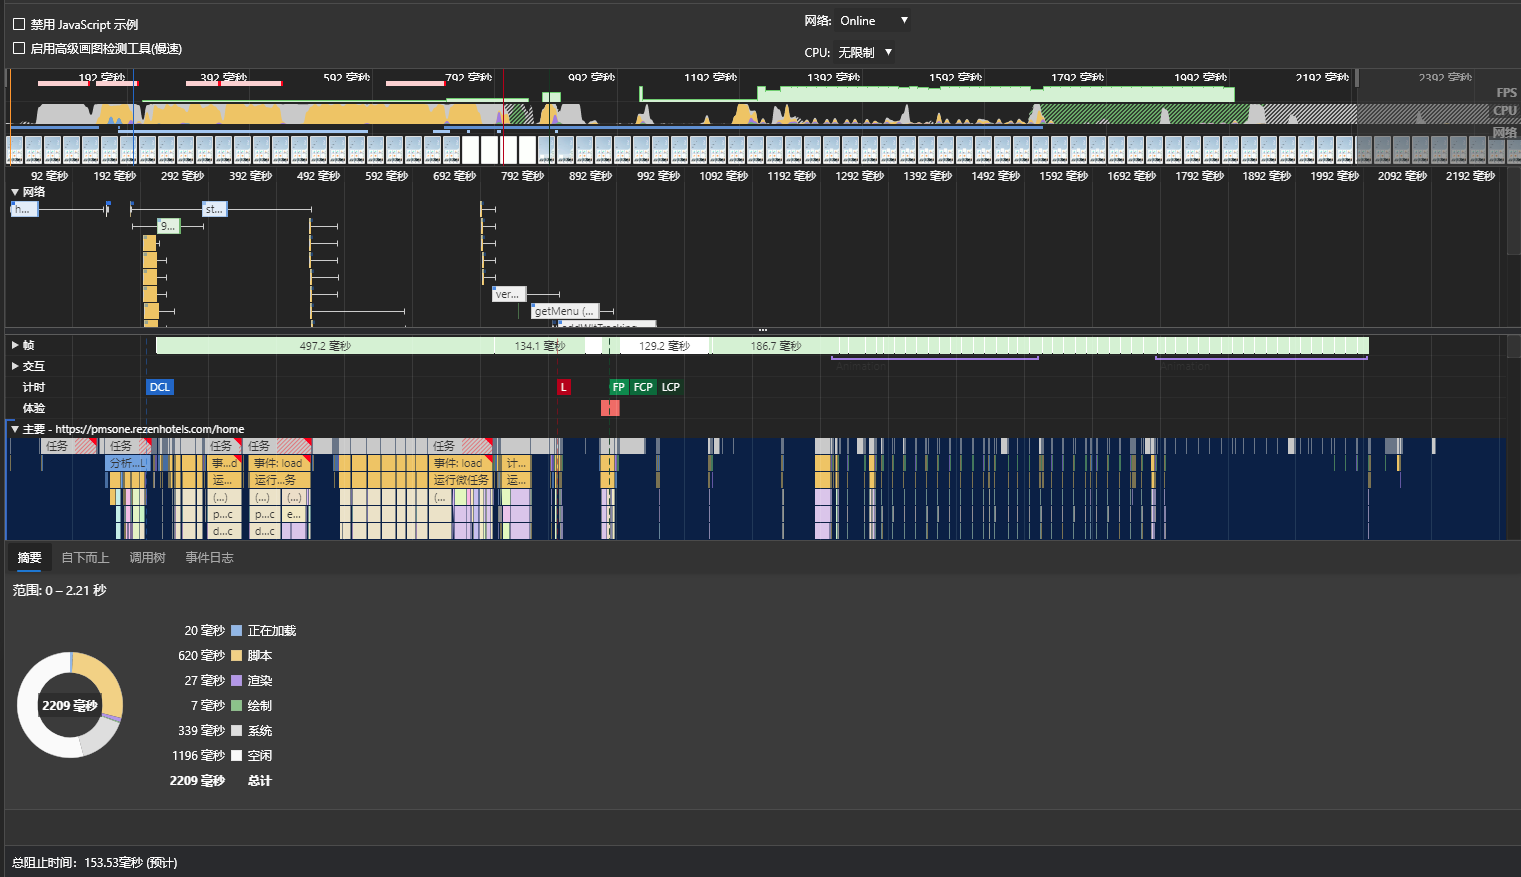 禁用 JavaScript 示例
网络: Online
启用高级画图检测工具(慢速)
CPU: 无限制
192 毫秒 392 毫秒 592 毫秒 792 毫秒 992 毫秒 1192 毫秒 1392 毫秒 1592 毫秒 1792 毫秒 1992 毫秒 2192 毫秒 2392 毫秒
FPS
CPU
网络
92 毫秒 192 毫秒 292 毫秒 392 毫秒 492 毫秒 592 毫秒 692 毫秒 792 毫秒 892 毫秒 992 毫秒 1092 毫秒 1192 毫秒 1292 毫秒 1392 毫秒 1492 毫秒 1592 毫秒 1692 毫秒 1792 毫秒 1892 毫秒 1992 毫秒 2092 毫秒 2192 毫秒
网络
h... st...
9...
ver...
getMenu (...
帧 497.2 毫秒 134.1 毫秒 129.2 毫秒 186.7 毫秒
交互 Animation Animation
计时 DCL L FP FCP LCP
体验
主要 - https://pmsone.rezenhotels.com/home
任务 任务 任务 任务 任务
分析...L 事...d 事件: load 事件: load 计...
运... 运行...务 运行微任务 运...
(...) (...) (...) (...
p...c p...c e...
d...c d...c
摘要 自下而上 调用树 事件日志
范围: 0 – 2.21 秒
20 毫秒 正在加载
620 毫秒 脚本
27 毫秒 渲染
2209 毫秒
7 毫秒 绘制
339 毫秒 系统
1196 毫秒 空闲
2209 毫秒 总计
总阻止时间: 153.53毫秒 (预计)